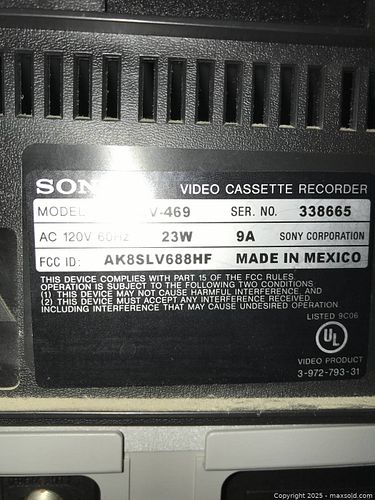 SON
VIDEO CASSETTE RECORDER
MODEL V-469 SER. NO. 338665
AC 120V 60Hz 23W 9A SONY CORPORATION
FCC ID: AK8SLV688HF MADE IN MEXICO
THIS DEVICE COMPLIES WITH PART 15 OF THE FCC RULES
OPERATION IS SUBJECT TO THE FOLLOWING TWO CONDITIONS:
(1) THIS DEVICE MAY NOT CAUSE HARMFUL INTERFERENCE, AND
(2) THIS DEVICE MUST ACCEPT ANY INTERFERENCE RECEIVED,
INCLUDING INTERFERENCE THAT MAY CAUSE UNDESIRED OPERATION
LISTED 9C06
UL
VIDEO PRODUCT
3-972-793-31
Copyright 2025 - maxsold.com